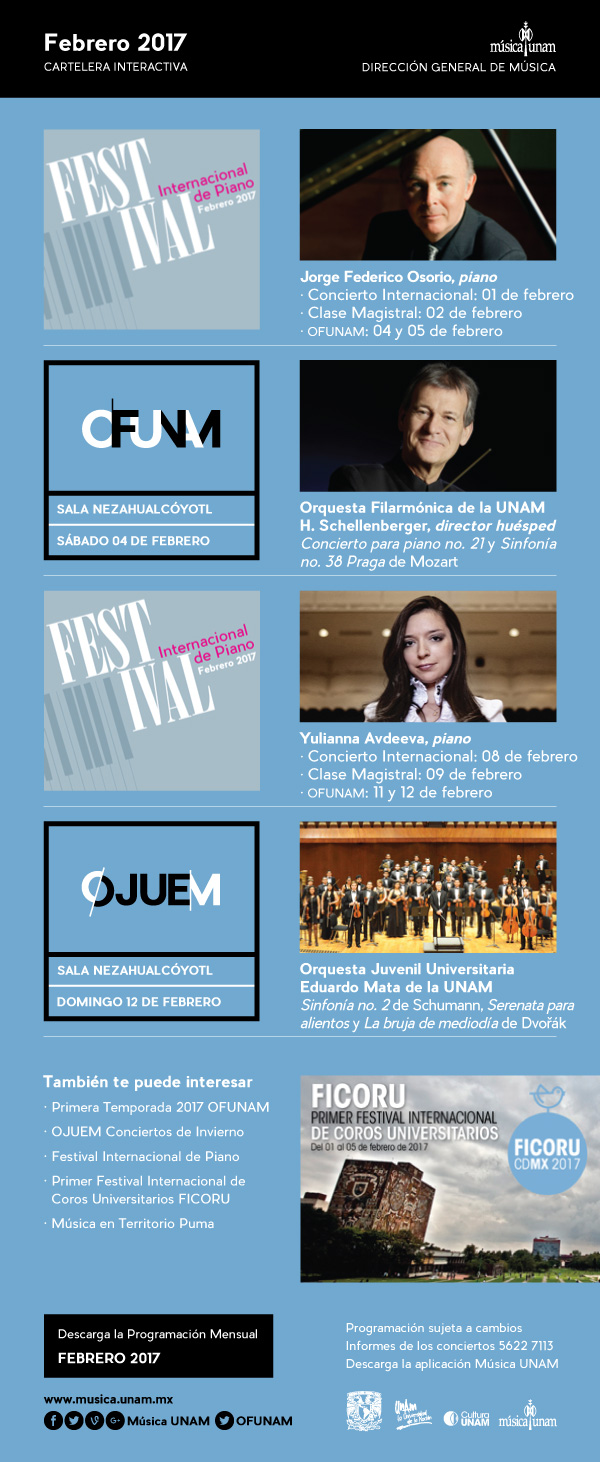 Febrero 2017
CARTELERA INTERACTIVA
música unam
DIRECCIÓN GENERAL DE MÚSICA
FEST
IVAL
Internacional
de Piano
Febrero 2017
Jorge Federico Osorio, piano
· Concierto Internacional: 01 de febrero
· Clase Magistral: 02 de febrero
· OFUNAM: 04 y 05 de febrero
OFUNAM
SALA NEZAHUALCÓYOTL
SÁBADO 04 DE FEBRERO
Orquesta Filarmónica de la UNAM
H. Schellenberger, director huésped
Concierto para piano no. 21 y Sinfonía
no. 38 Praga de Mozart
FEST
IVAL
Internacional
de Piano
Febrero 2017
Yulianna Avdeeva, piano
· Concierto Internacional: 08 de febrero
· Clase Magistral: 09 de febrero
· OFUNAM: 11 y 12 de febrero
OJUEM
SALA NEZAHUALCÓYOTL
DOMINGO 12 DE FEBRERO
Orquesta Juvenil Universitaria
Eduardo Mata de la UNAM
Sinfonía no. 2 de Schumann, Serenata para
alientos y La bruja de mediodía de Dvořák
También te puede interesar
· Primera Temporada 2017 OFUNAM
· OJUEM Conciertos de Invierno
· Festival Internacional de Piano
· Primer Festival Internacional de
Coros Universitarios FICORU
· Música en Territorio Puma
FICORU
PRIMER FESTIVAL INTERNACIONAL
DE COROS UNIVERSITARIOS
Del 01 al 05 de febrero de 2017
FICORU
CDMX 2017
Descarga la Programación Mensual
FEBRERO 2017
Programación sujeta a cambios
Informes de los conciertos 5622 7113
Descarga la aplicación Música UNAM
www.musica.unam.mx
Música UNAM
OFUNAM
UNAM
La Universidad
de la Nación
Cultura
UNAM
música unam